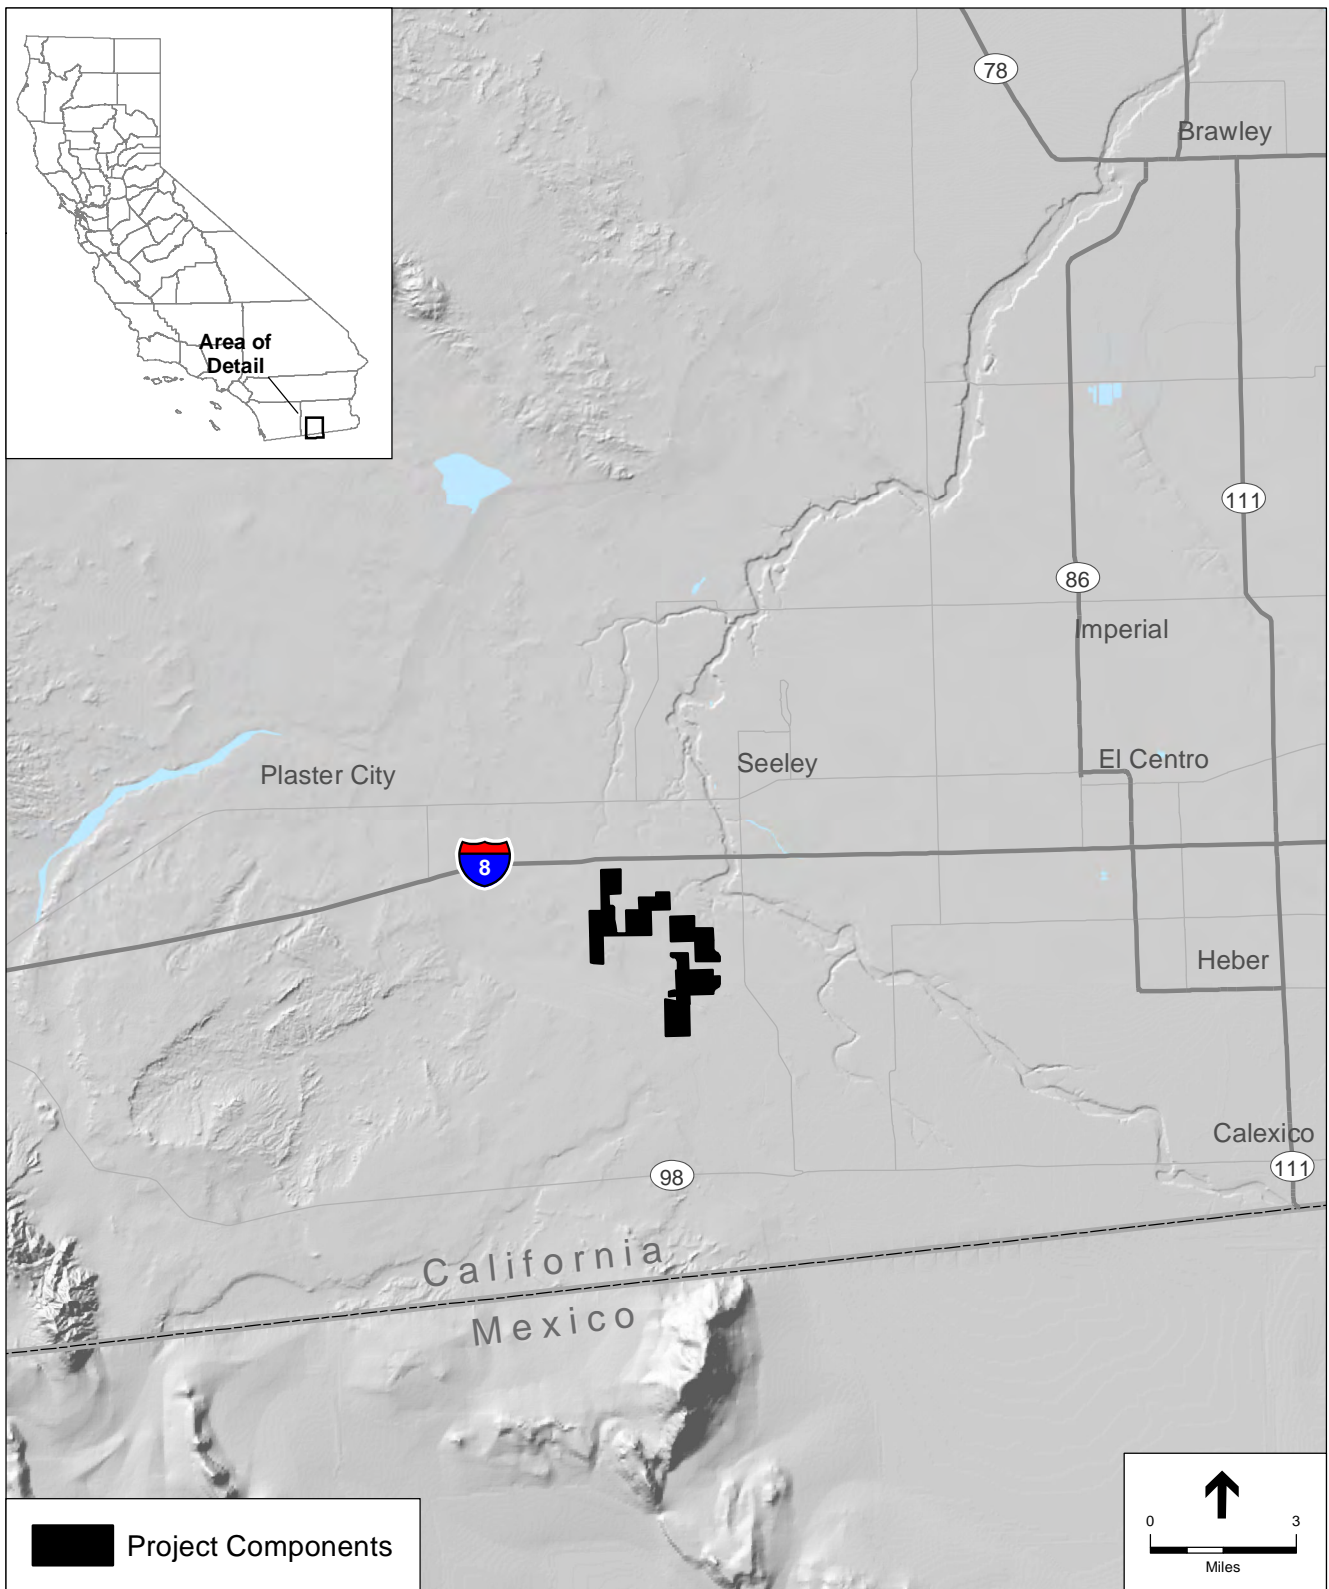 Area of
Detail
78
Brawley
111
86
Imperial
Plaster City
Seeley
El Centro
8
Heber
Calexico
111
98
California
Mexico
Project Components
0 3
Miles